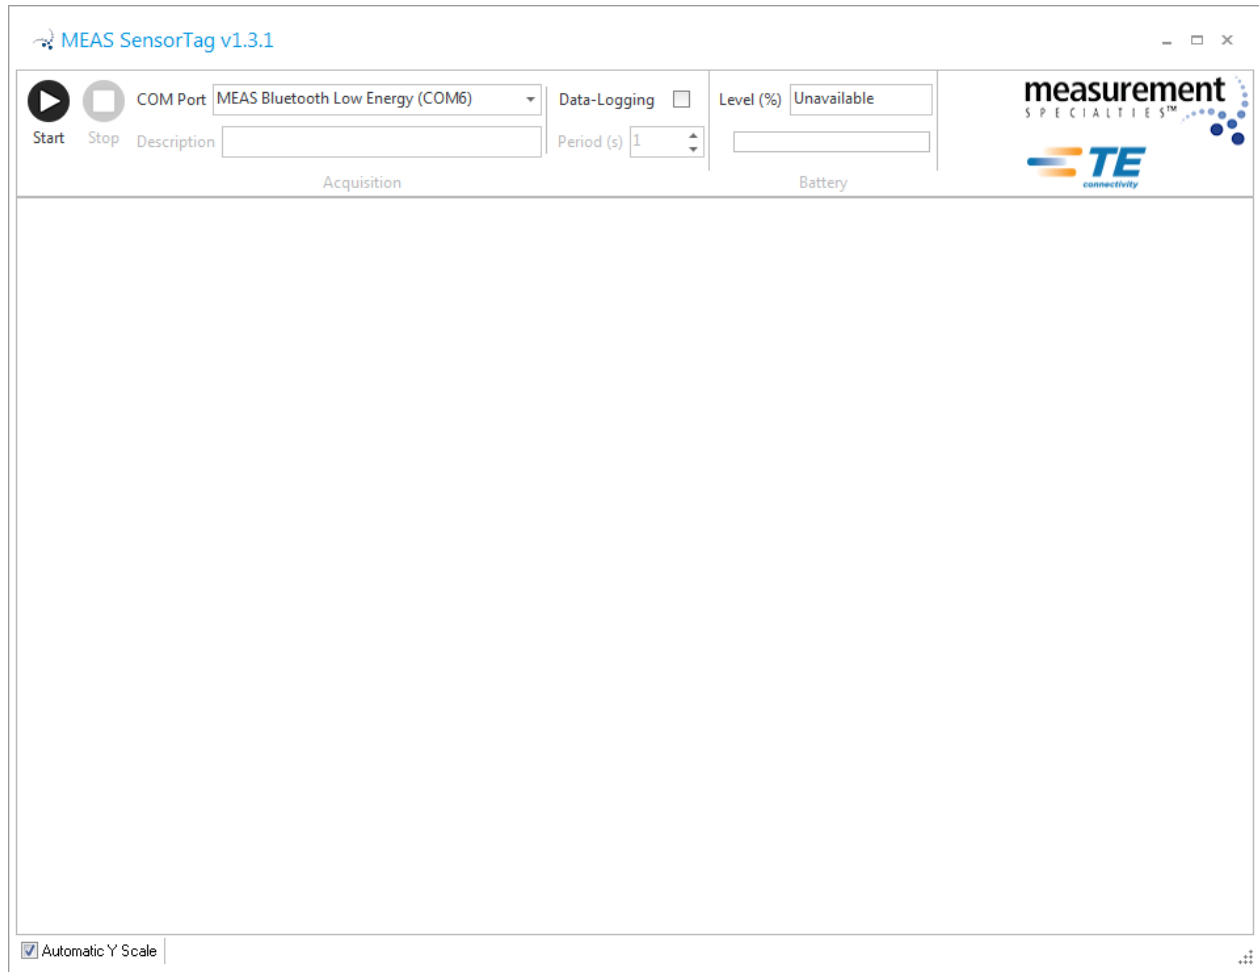 MEAS SensorTag v1.3.1
COM Port MEAS Bluetooth Low Energy (COM6) Data-Logging Level (%) Unavailable
measurement
SPECIALTIES™
Start Stop Description Period (s) 1
TE
connectivity
Acquisition Battery
Automatic Y Scale